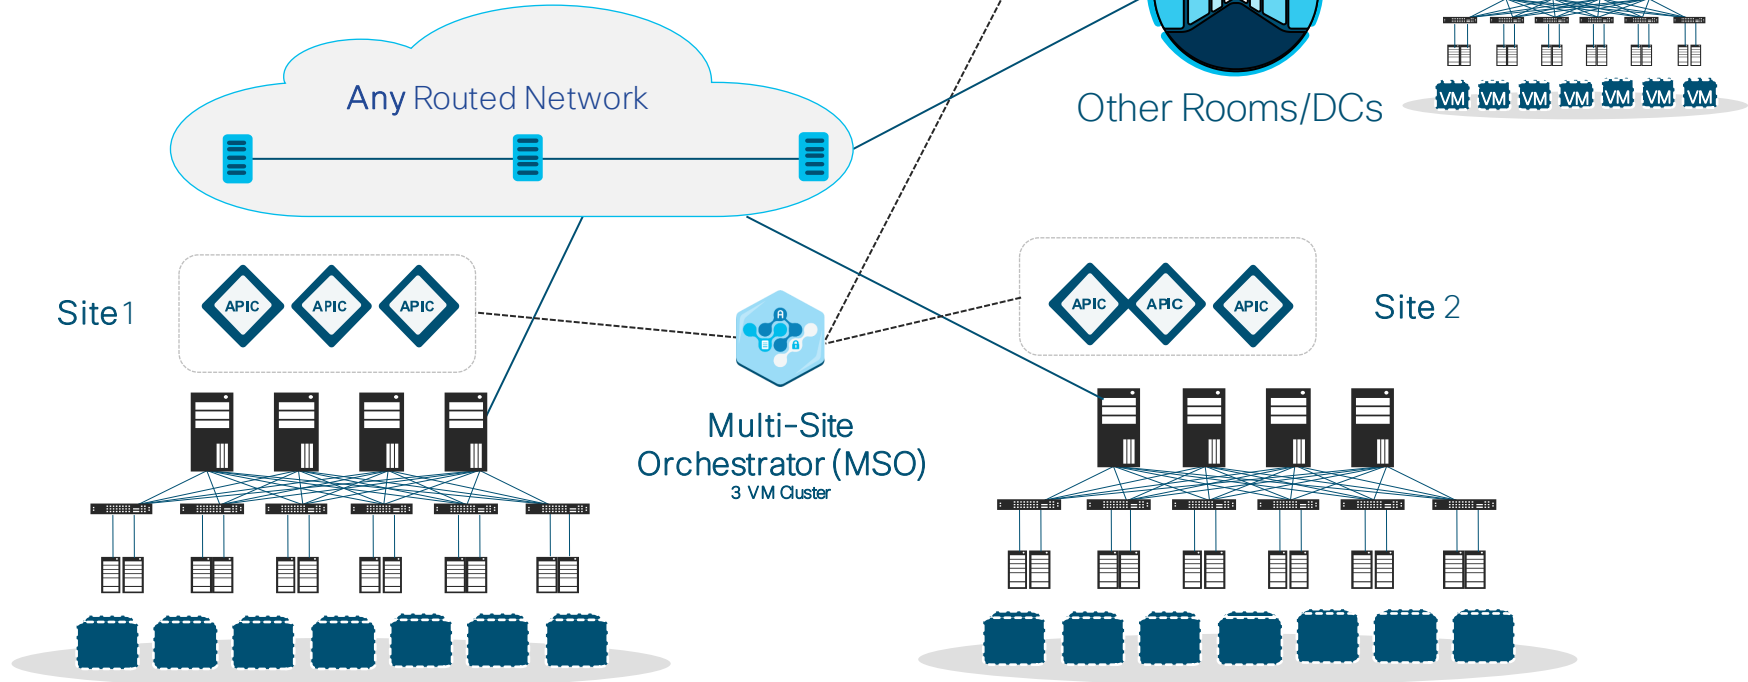 Any Routed Network
Other Rooms/DCs
VM VM VM VM VM VM VM
Site 1
APIC APIC APIC
APIC APIC APIC
Site 2
A
Multi-Site
Orchestrator (MSO)
3 VM Cluster